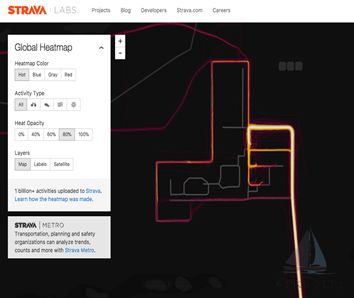 STRAVA | LABS
Projects Blog Developers Strava.com Careers
Global Heatmap
Heatmap Color
Hot Blue Gray Red
Activity Type
All
Heat Opacity
0% 40% 60% 80% 100%
Layers
Map Labels Satellite
1 billion+ activities uploaded to Strava.
Learn how the heatmap was made.
STRAVA | METRO
Transportation, planning and safety
organizations can analyze trends,
counts and more with Strava Metro.
+
-